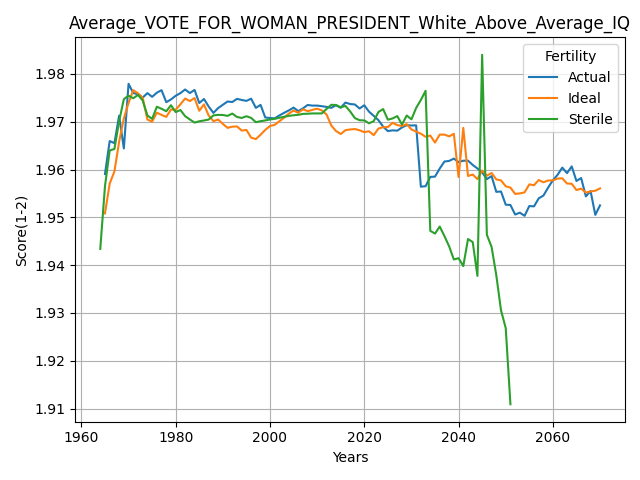 Average_VOTE_FOR_WOMAN_PRESIDENT_White_Above_Average_IQ
Fertility
Actual
Ideal
Sterile
Score(1-2)
1.98
1.97
1.96
1.95
1.94
1.93
1.92
1.91
1960
1980
2000
2020
2040
2060
Years